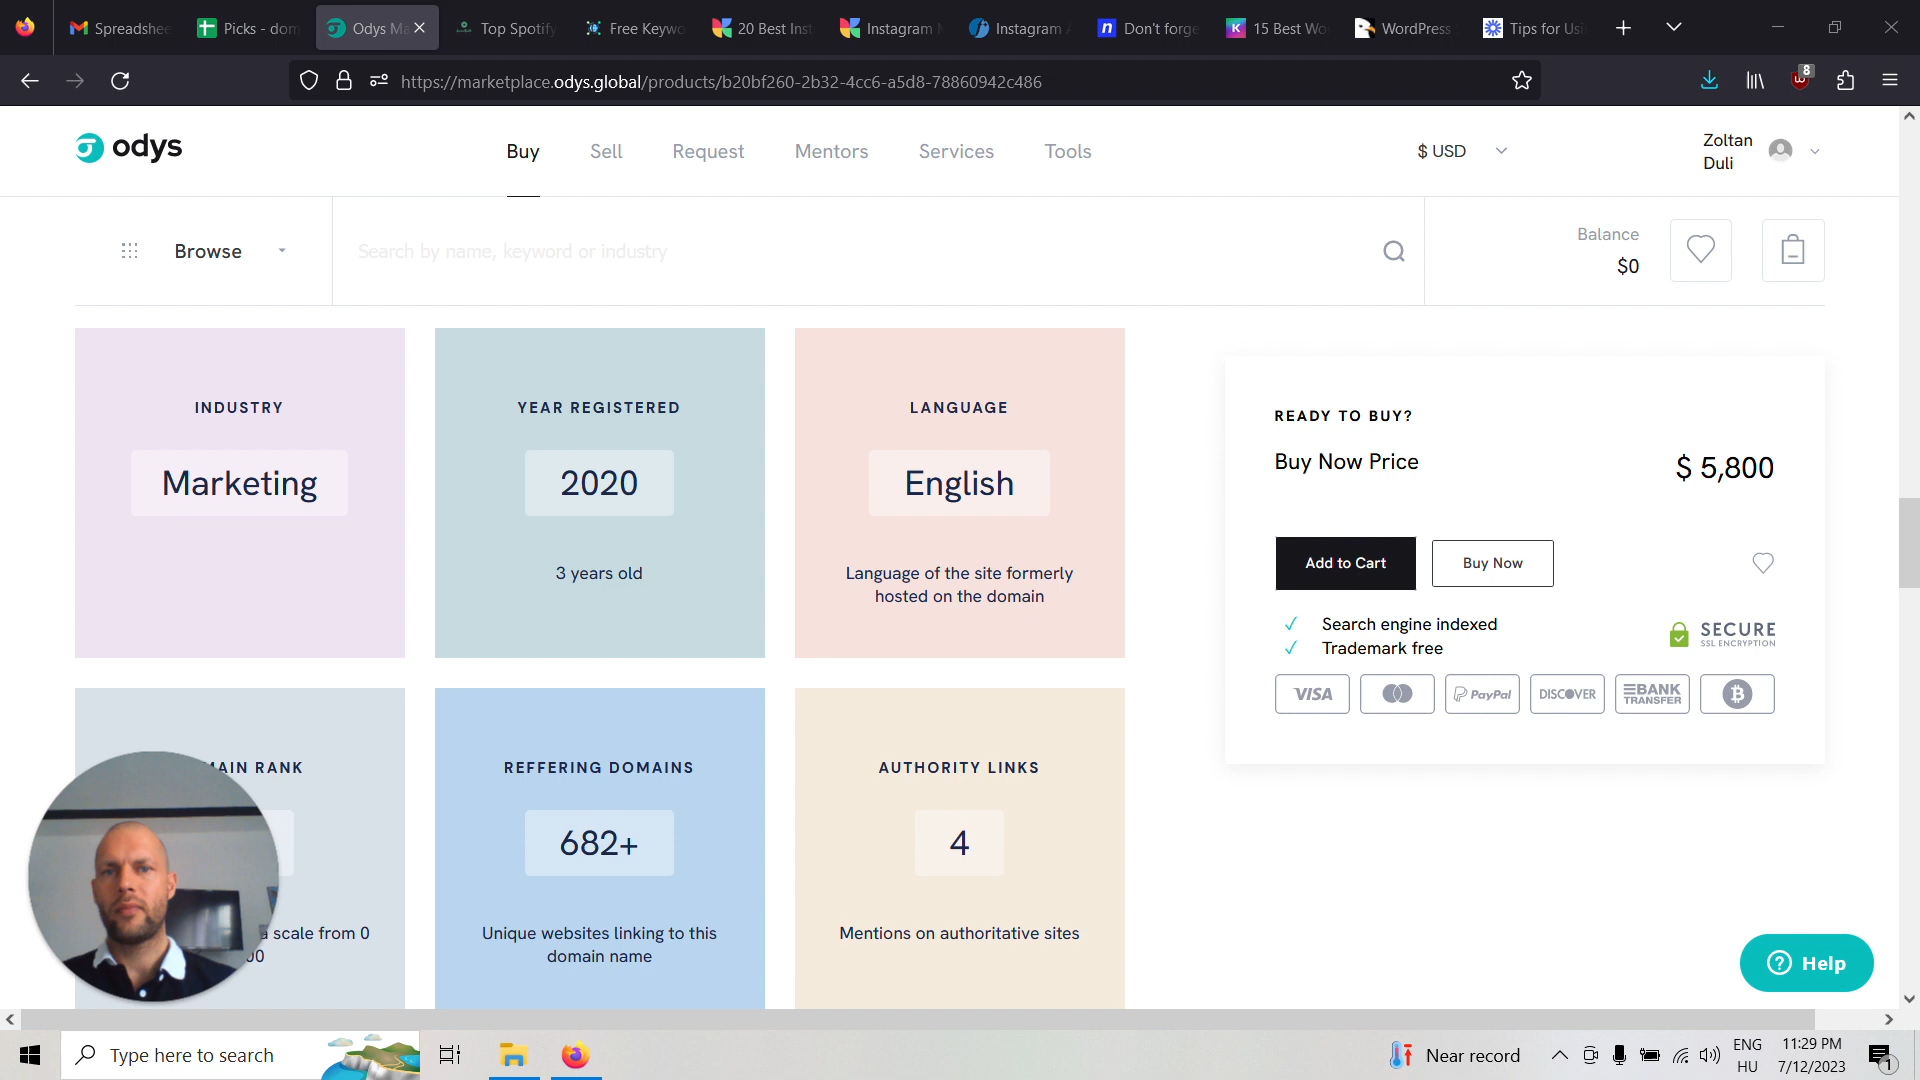 Spreadshee
Picks - dom
Odys Ma
Top Spotify
Free Keywo
20 Best Inst
Instagram
Instagram
Don't forge
15 Best Wo
WordPress
Tips for Usi
https://marketplace.odys.global/products/b20bf260-2b32-4cc6-a5d8-78860942c486
8
odys
Buy
Sell
Request
Mentors
Services
Tools
$ USD
Zoltan
Duli
Browse
Search by name, keyword or industry
Balance
$0
INDUSTRY
Marketing
YEAR REGISTERED
2020
3 years old
LANGUAGE
English
Language of the site formerly
hosted on the domain
READY TO BUY?
Buy Now Price
$ 5,800
Add to Cart
Buy Now
✓ Search engine indexed
✓ Trademark free
SECURE
SSL ENCRYPTION
VISA
PayPal
DISCOVER
BANK
TRANSFER
AIN RANK
scale from 0
00
REFFERING DOMAINS
682+
Unique websites linking to this
domain name
AUTHORITY LINKS
4
Mentions on authoritative sites
Help
Type here to search
Near record
ENG
HU
11:29 PM
7/12/2023
1